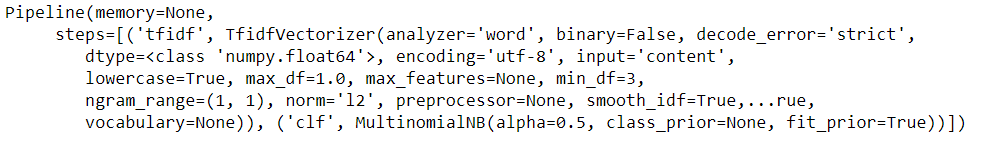 Pipeline(memory=None,
     steps=[('tfidf', TfidfVectorizer(analyzer='word', binary=False, decode_error='strict',
        dtype=<class 'numpy.float64'>, encoding='utf-8', input='content',
        lowercase=True, max_df=1.0, max_features=None, min_df=3,
        ngram_range=(1, 1), norm='l2', preprocessor=None, smooth_idf=True,...rue,
        vocabulary=None)), ('clf', MultinomialNB(alpha=0.5, class_prior=None, fit_prior=True))])